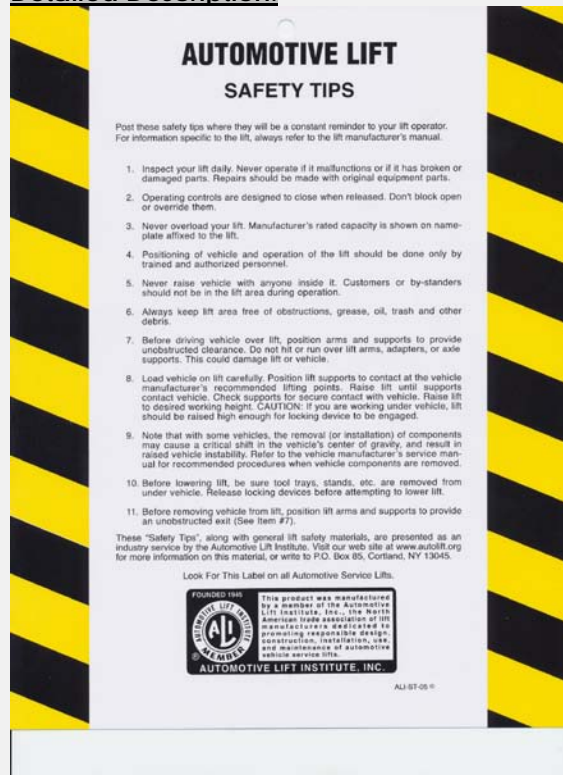 Detailed Description:
AUTOMOTIVE LIFT
SAFETY TIPS
Post these safety tips where they will be a constant reminder to your lift operator.
For information specific to the lift, always refer to the lift manufacturer's manual.
1. Inspect your lift daily. Never operate if it malfunctions or if it has broken or
damaged parts. Repairs should be made with original equipment parts.
2. Operating controls are designed to close when released. Don't block open
or override them.
3. Never overload your lift. Manufacturer's rated capacity is shown on name-
plate affixed to the lift.
4. Positioning of vehicle and operation of the lift should be done only by
trained and authorized personnel.
5. Never raise vehicle with anyone inside it. Customers or by-standers
should not be in the lift area during operation.
6. Always keep lift area free of obstructions, grease, oil, trash and other
debris.
7. Before driving vehicle over lift, position arms and supports to provide
unobstructed clearance. Do not hit or run over lift arms, adapters, or axle
supports. This could damage lift or vehicle.
8. Load vehicle on lift carefully. Position lift supports to contact at the vehicle
manufacturer's recommended lifting points. Raise lift until supports
contact vehicle. Check supports for secure contact with vehicle. Raise lift
to desired working height. CAUTION: If you are working under vehicle, lift
should be raised high enough for locking device to be engaged.
9. Note that with some vehicles, the removal (or installation) of components
may cause a critical shift in the vehicle's center of gravity, and result in
raised vehicle instability. Refer to the vehicle manufacturer's service man-
ual for recommended procedures when vehicle components are removed.
10. Before lowering lift, be sure tool trays, stands, etc. are removed from
under vehicle. Release locking devices before attempting to lower lift.
11. Before removing vehicle from lift, position lift arms and supports to provide
an unobstructed exit (See Item #7).
These "Safety Tips", along with general lift safety materials, are presented as an
industry service by the Automotive Lift Institute. Visit our web site at www.autolift.org
for more information on this material, or write to P.O. Box 85, Cortland, NY 13045.
Look For This Label on all Automotive Service Lifts.
FOUNDED 1945
AUTOMOTIVE LIFT INSTITUTE
ALI
MEMBER
®
This product was manufactured
by a member of the Automotive
Lift Institute, Inc., the North
American trade association of lift
manufacturers dedicated to
promoting responsible design,
construction, installation, use,
and maintenance of automotive
vehicle service lifts.
AUTOMOTIVE LIFT INSTITUTE, INC.
ALI-ST-05 ©